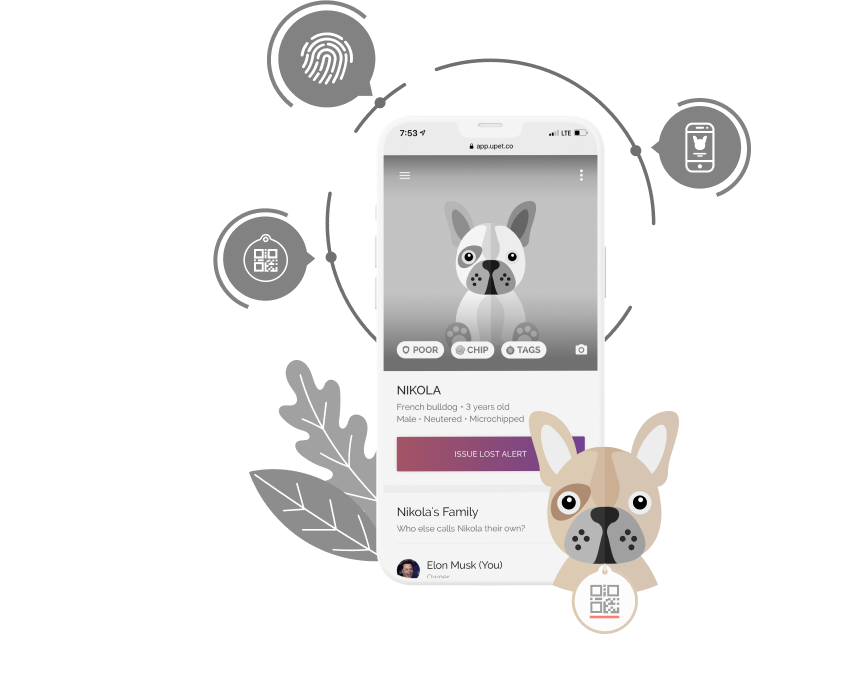 7:53
LTE
app.upet.co
POOR
CHIP
TAGS
NIKOLA
French bulldog • 3 years old
Male • Neutered • Microchipped
ISSUE LOST ALERT
Nikola's Family
Who else calls Nikola their own?
Elon Musk (You)
Owner